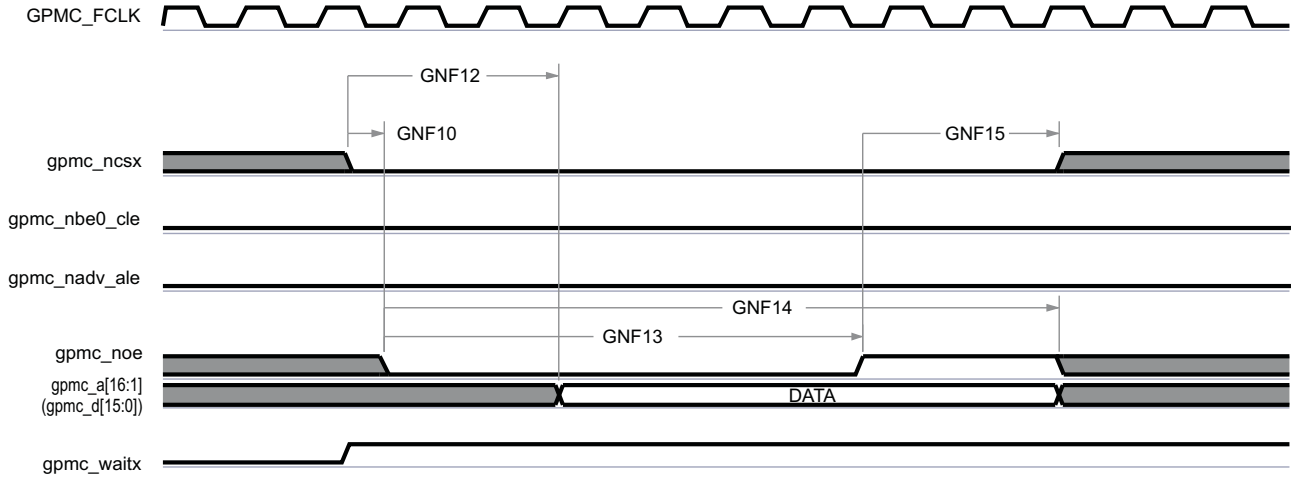 GPMC_FCLK
GNF12
GNF10
GNF15
gpmc_ncsx
gpmc_nbe0_cle
gpmc_nadv_ale
GNF14
GNF13
gpmc_noe
gpmc_a[16:1]
(gpmc_d[15:0])
DATA
gpmc_waitx